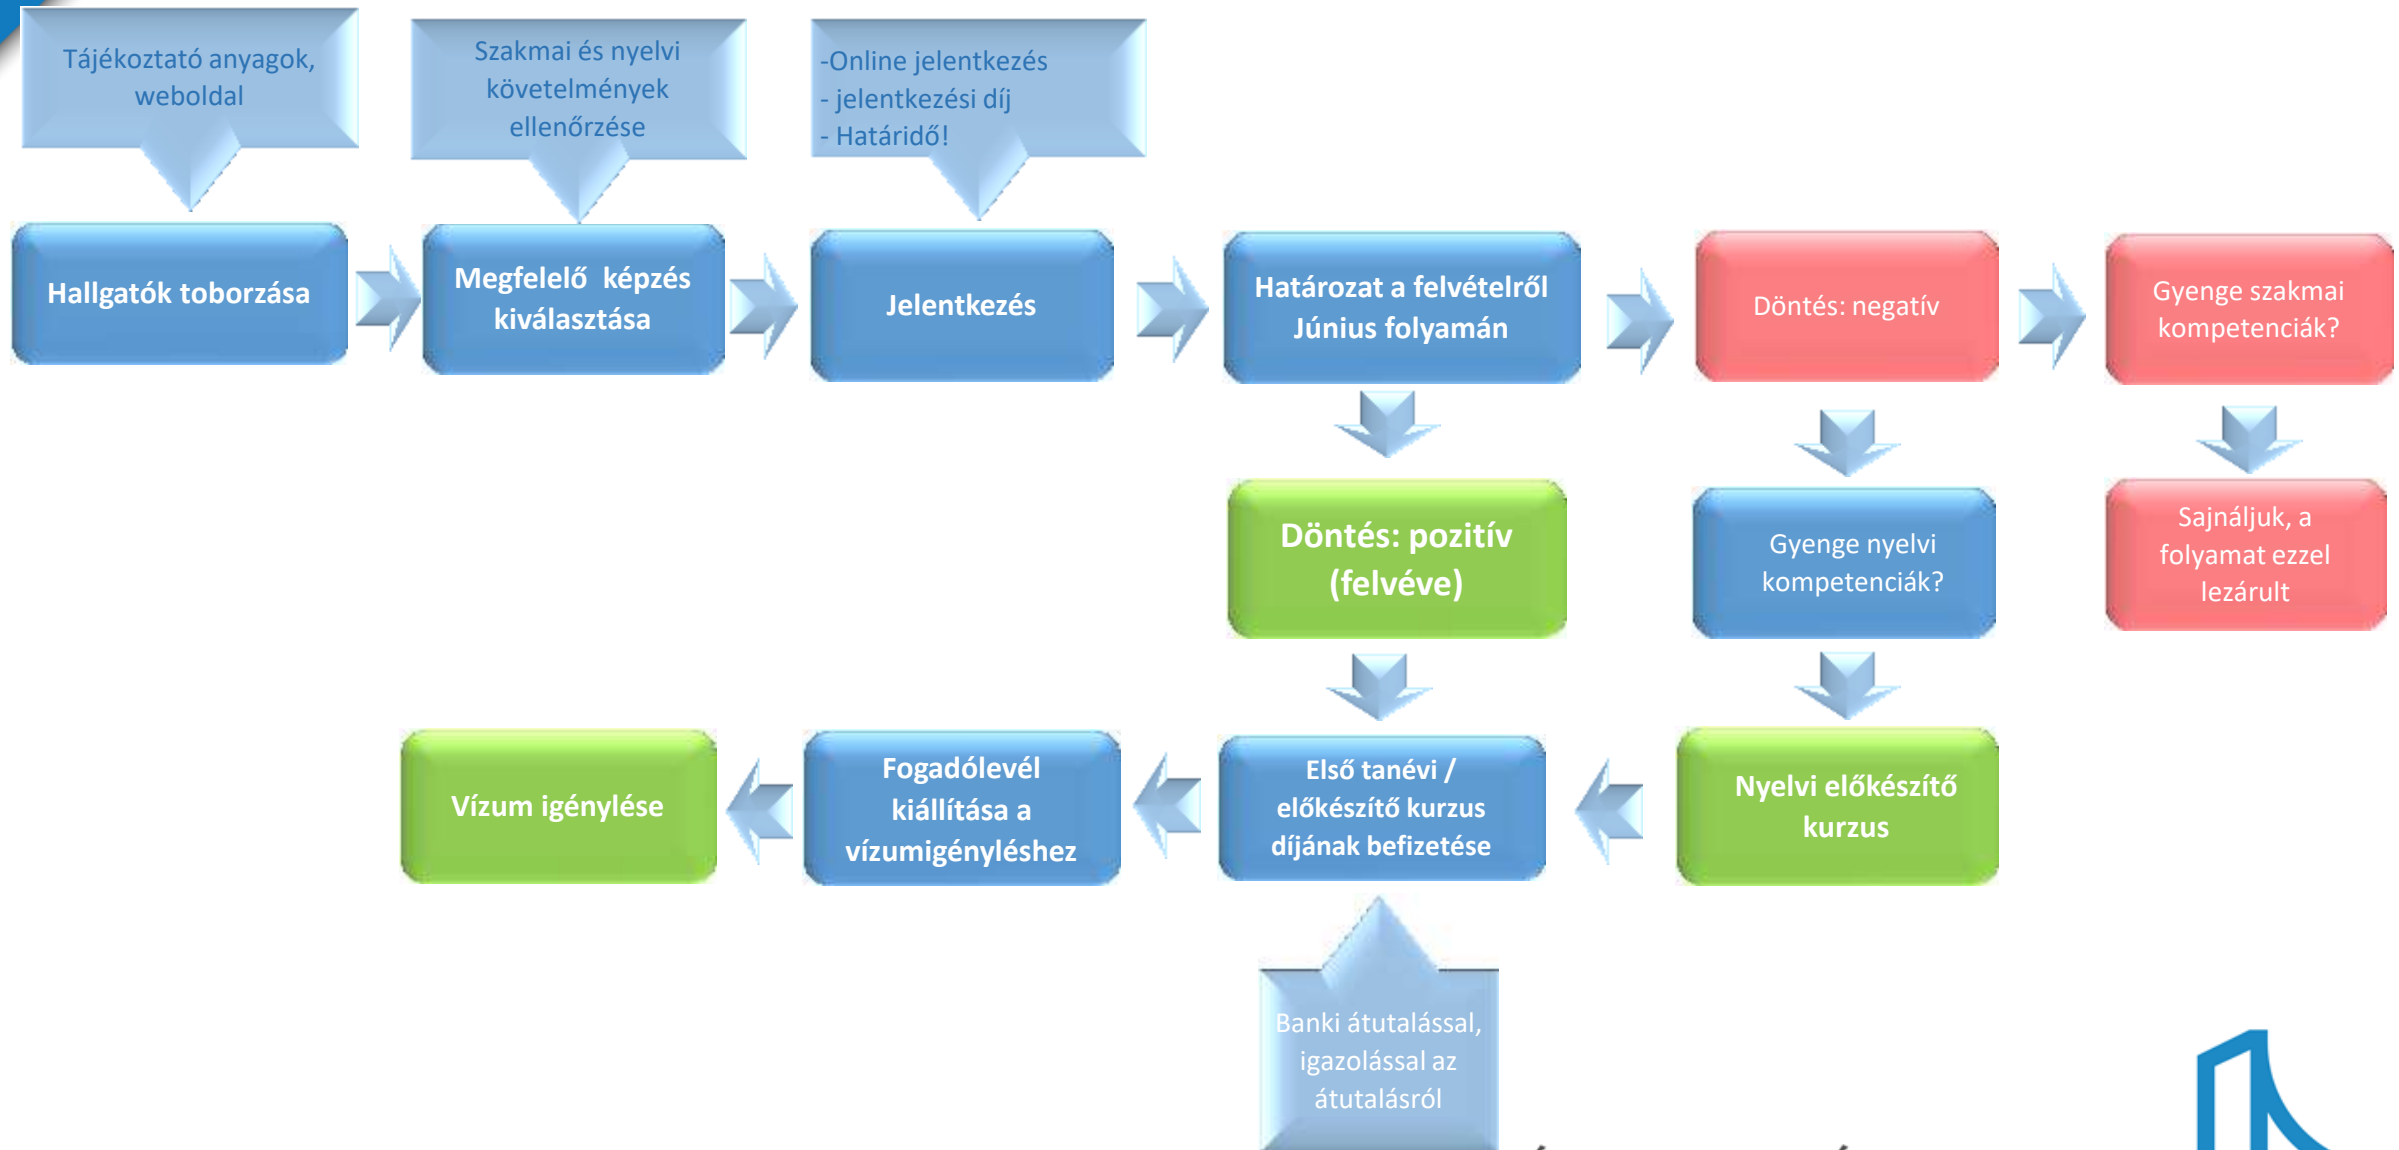 Tájékoztató anyagok,
weboldal
Szakmai és nyelvi
követelmények
ellenőrzése
-Online jelentkezés
- jelentkezési díj
- Határidő!
Hallgatók toborzása
Megfelelő képzés
kiválasztása
Jelentkezés
Határozat a felvételről
Június folyamán
Döntés: negatív
Gyenge szakmai
kompetenciák?
Döntés: pozitív
(felvéve)
Gyenge nyelvi
kompetenciák?
Sajnáljuk, a
folyamat ezzel
lezárult
Vízum igénylése
Fogadólevél
kiállítása a
vízumigényléshez
Első tanévi /
előkészítő kurzus
díjának befizetése
Nyelvi előkészítő
kurzus
Banki átutalással,
igazolással az
átutalásról